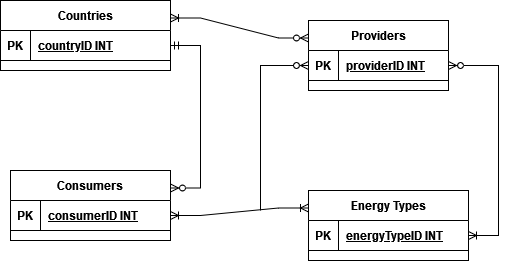 Countries
PK countryID INT
Providers
PK providerID INT
Consumers
PK consumerID INT
Energy Types
PK energyTypeID INT